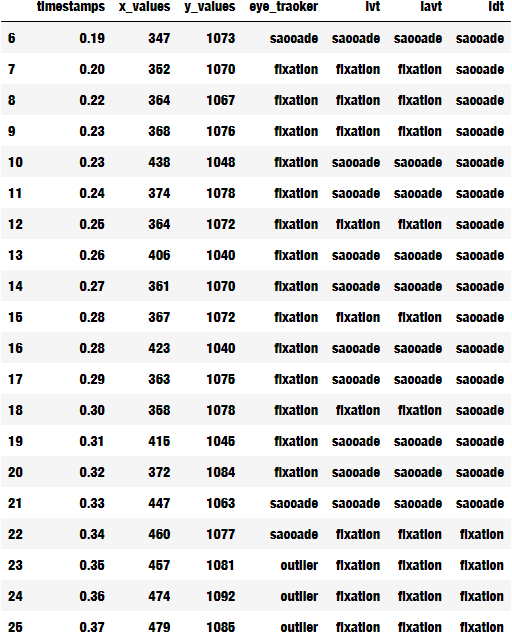 timestamps x_values y_values eye_tracker ivt iavt idt
6 0.19 347 1073 saccade saccade saccade saccade
7 0.20 352 1070 fixation fixation fixation saccade
8 0.22 364 1067 fixation fixation fixation saccade
9 0.23 368 1076 fixation fixation fixation saccade
10 0.23 438 1048 fixation saccade saccade saccade
11 0.24 374 1078 fixation saccade saccade saccade
12 0.25 364 1072 fixation fixation fixation saccade
13 0.26 406 1040 fixation saccade saccade saccade
14 0.27 361 1070 fixation saccade saccade saccade
15 0.28 367 1072 fixation fixation fixation saccade
16 0.28 423 1040 fixation saccade saccade saccade
17 0.29 363 1075 fixation saccade saccade saccade
18 0.30 358 1078 fixation fixation fixation saccade
19 0.31 415 1045 fixation saccade saccade saccade
20 0.32 372 1084 fixation saccade saccade saccade
21 0.33 447 1063 saccade saccade saccade saccade
22 0.34 460 1077 saccade fixation fixation fixation
23 0.35 457 1081 outlier fixation fixation fixation
24 0.36 474 1092 outlier fixation fixation fixation
25 0.37 479 1085 outlier fixation fixation fixation